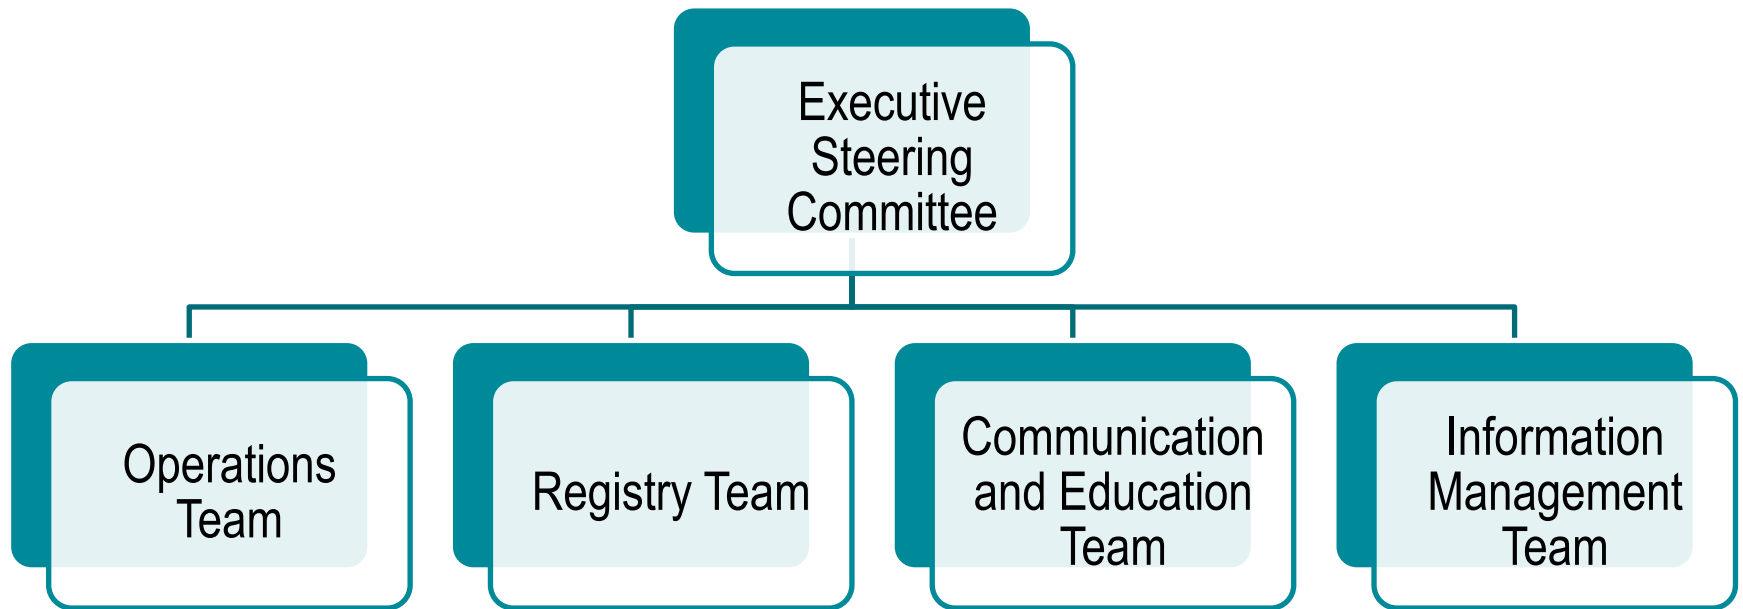 Executive
Steering
Committee
Operations
Team
Registry Team
Communication
and Education
Team
Information
Management
Team